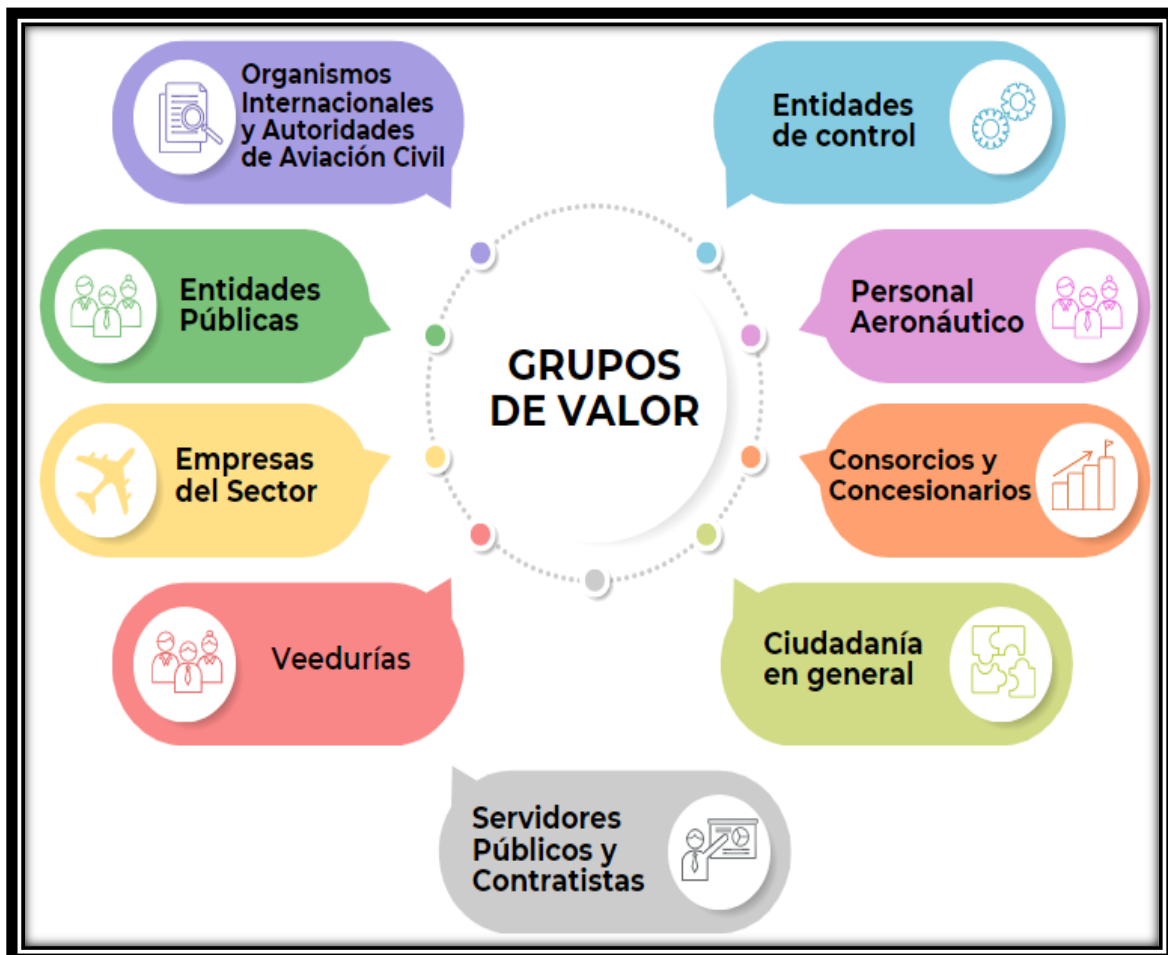 Organismos
Internacionales
y Autoridades
de Aviación Civil
Entidades
de control
Entidades
Públicas
Personal
Aeronáutico
GRUPOS
DE VALOR
Empresas
del Sector
Consorcios y
Concesionarios
Veedurías
Ciudadanía
en general
Servidores
Públicos y
Contratistas